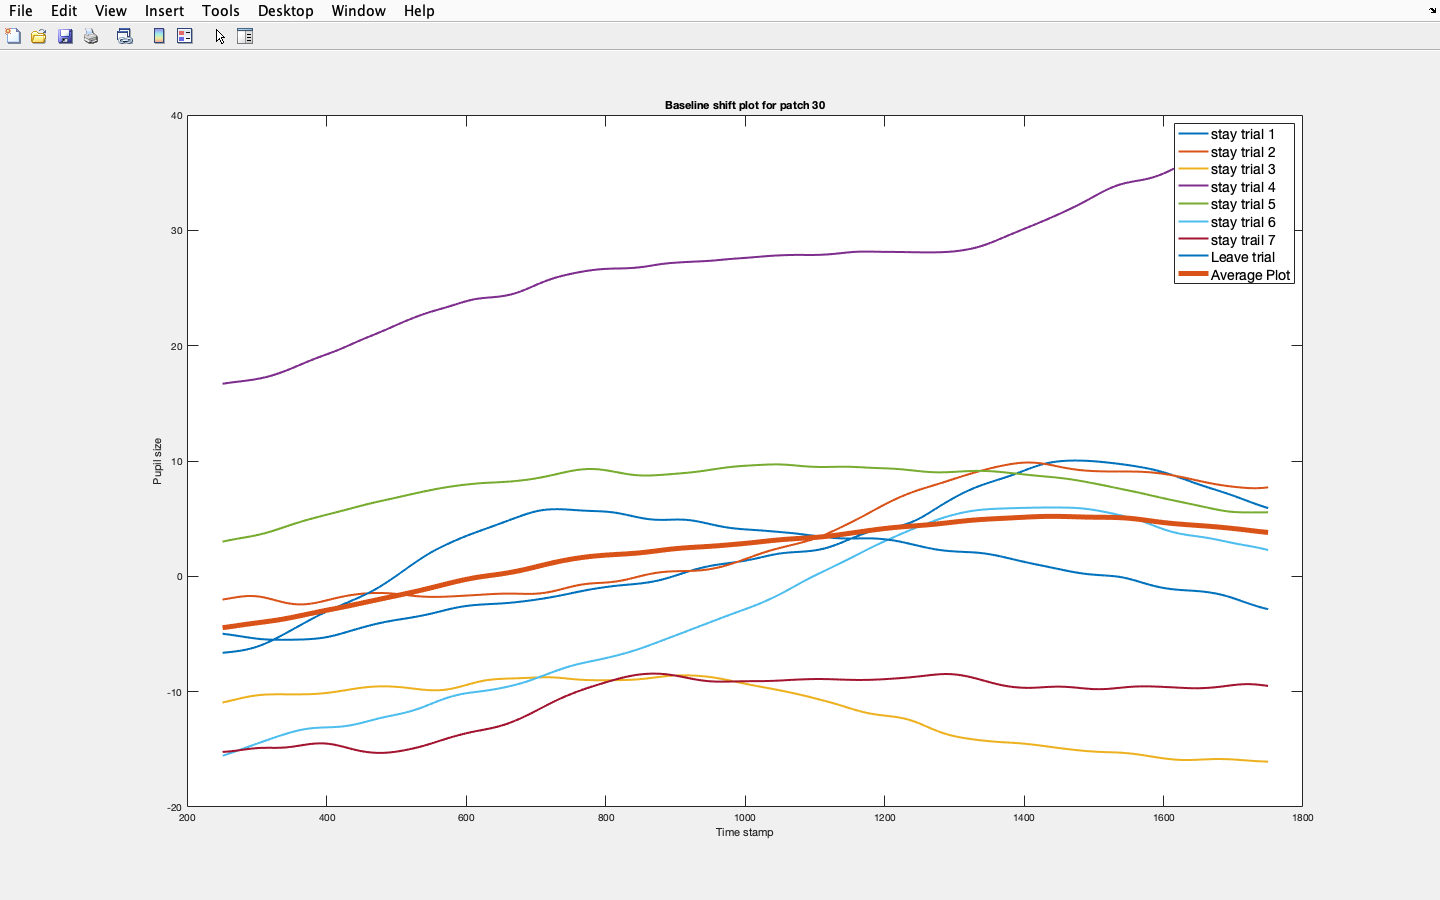 File Edit View Insert Tools Desktop Window Help
Baseline shift plot for patch 30
40
30
20
10
0
-10
-20
Pupil size
stay trial 1
stay trial 2
stay trial 3
stay trial 4
stay trial 5
stay trial 6
stay trail 7
Leave trial
Average Plot
200 400 600 800 1000 1200 1400 1600 1800
Time stamp